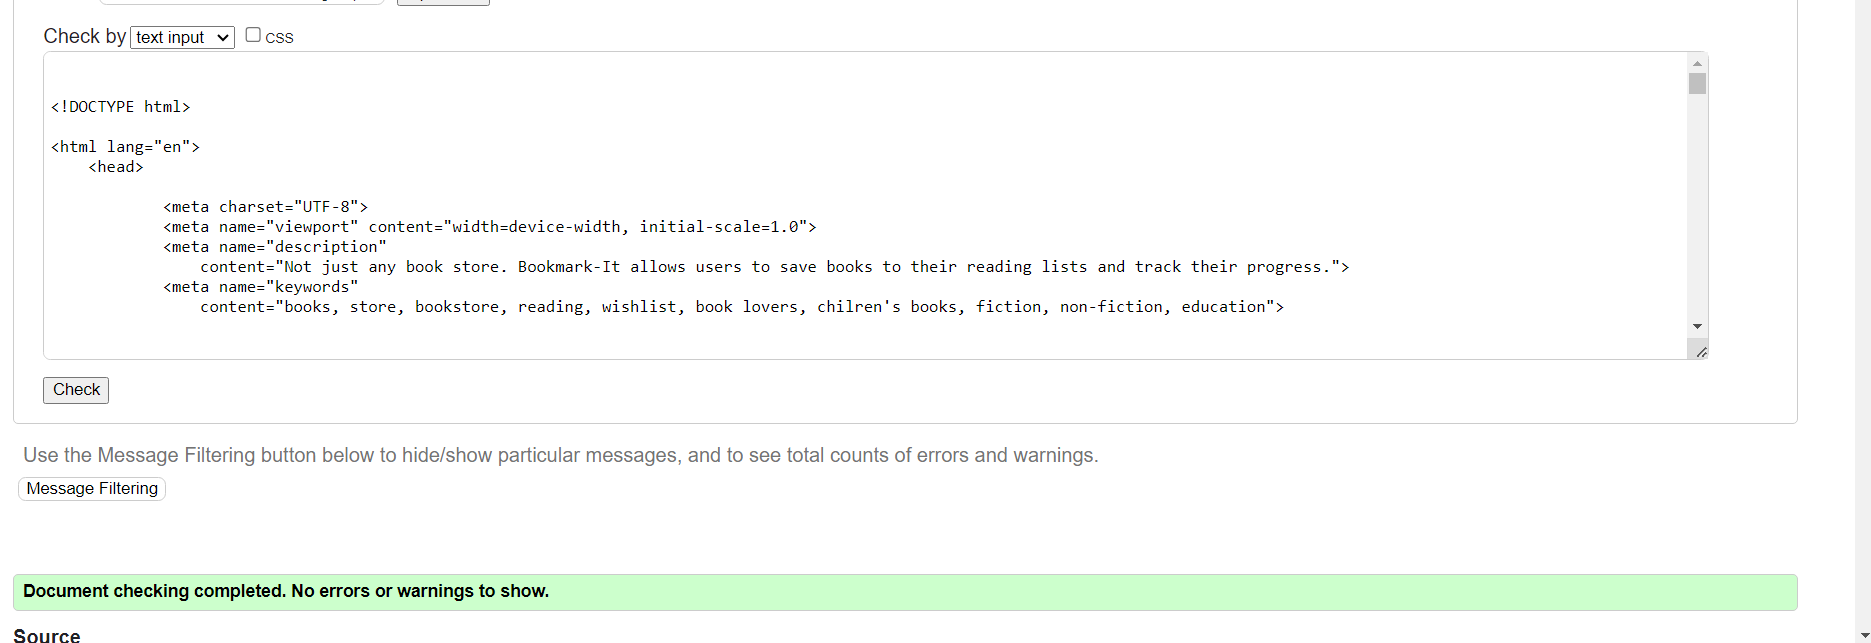 Check by text input CSS
<!DOCTYPE html>
<html lang="en">
<head>
<meta charset="UTF-8">
<meta name="viewport" content="width=device-width, initial-scale=1.0">
<meta name="description"
content="Not just any book store. Bookmark-It allows users to save books to their reading lists and track their progress.">
<meta name="keywords"
content="books, store, bookstore, reading, wishlist, book lovers, chilren's books, fiction, non-fiction, education">
Check
Use the Message Filtering button below to hide/show particular messages, and to see total counts of errors and warnings.
Message Filtering
Document checking completed. No errors or warnings to show.
Source